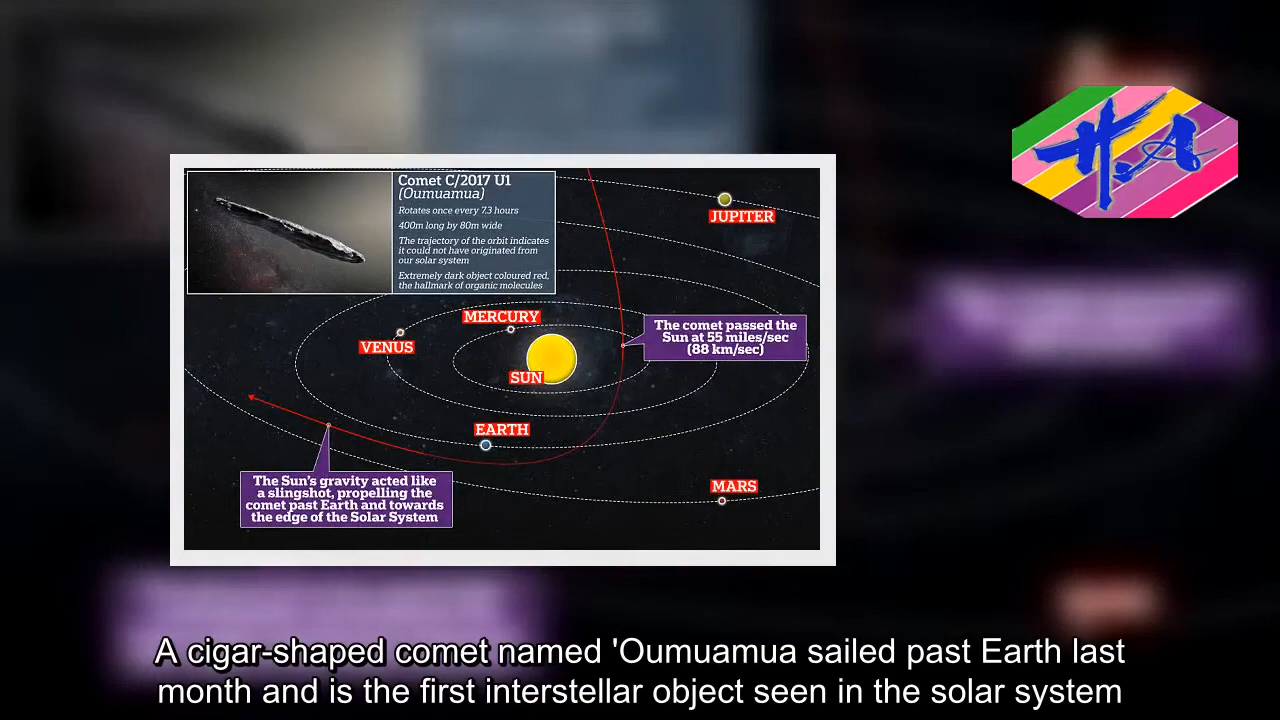 Comet C/2017 U1
(Oumuamua)
Rotates once every 7.3 hours
400m long by 80m wide
The trajectory of the orbit indicates
it could not have originated from
our solar system
Extremely dark object coloured red,
the hallmark of organic molecules
JUPITER
MERCURY
VENUS
The comet passed the
Sun at 55 miles/sec
(88 km/sec)
SUN
EARTH
The Sun's gravity acted like
a slingshot, propelling the
comet past Earth and towards
the edge of the Solar System
MARS
A cigar-shaped comet named 'Oumuamua sailed past Earth last
month and is the first interstellar object seen in the solar system